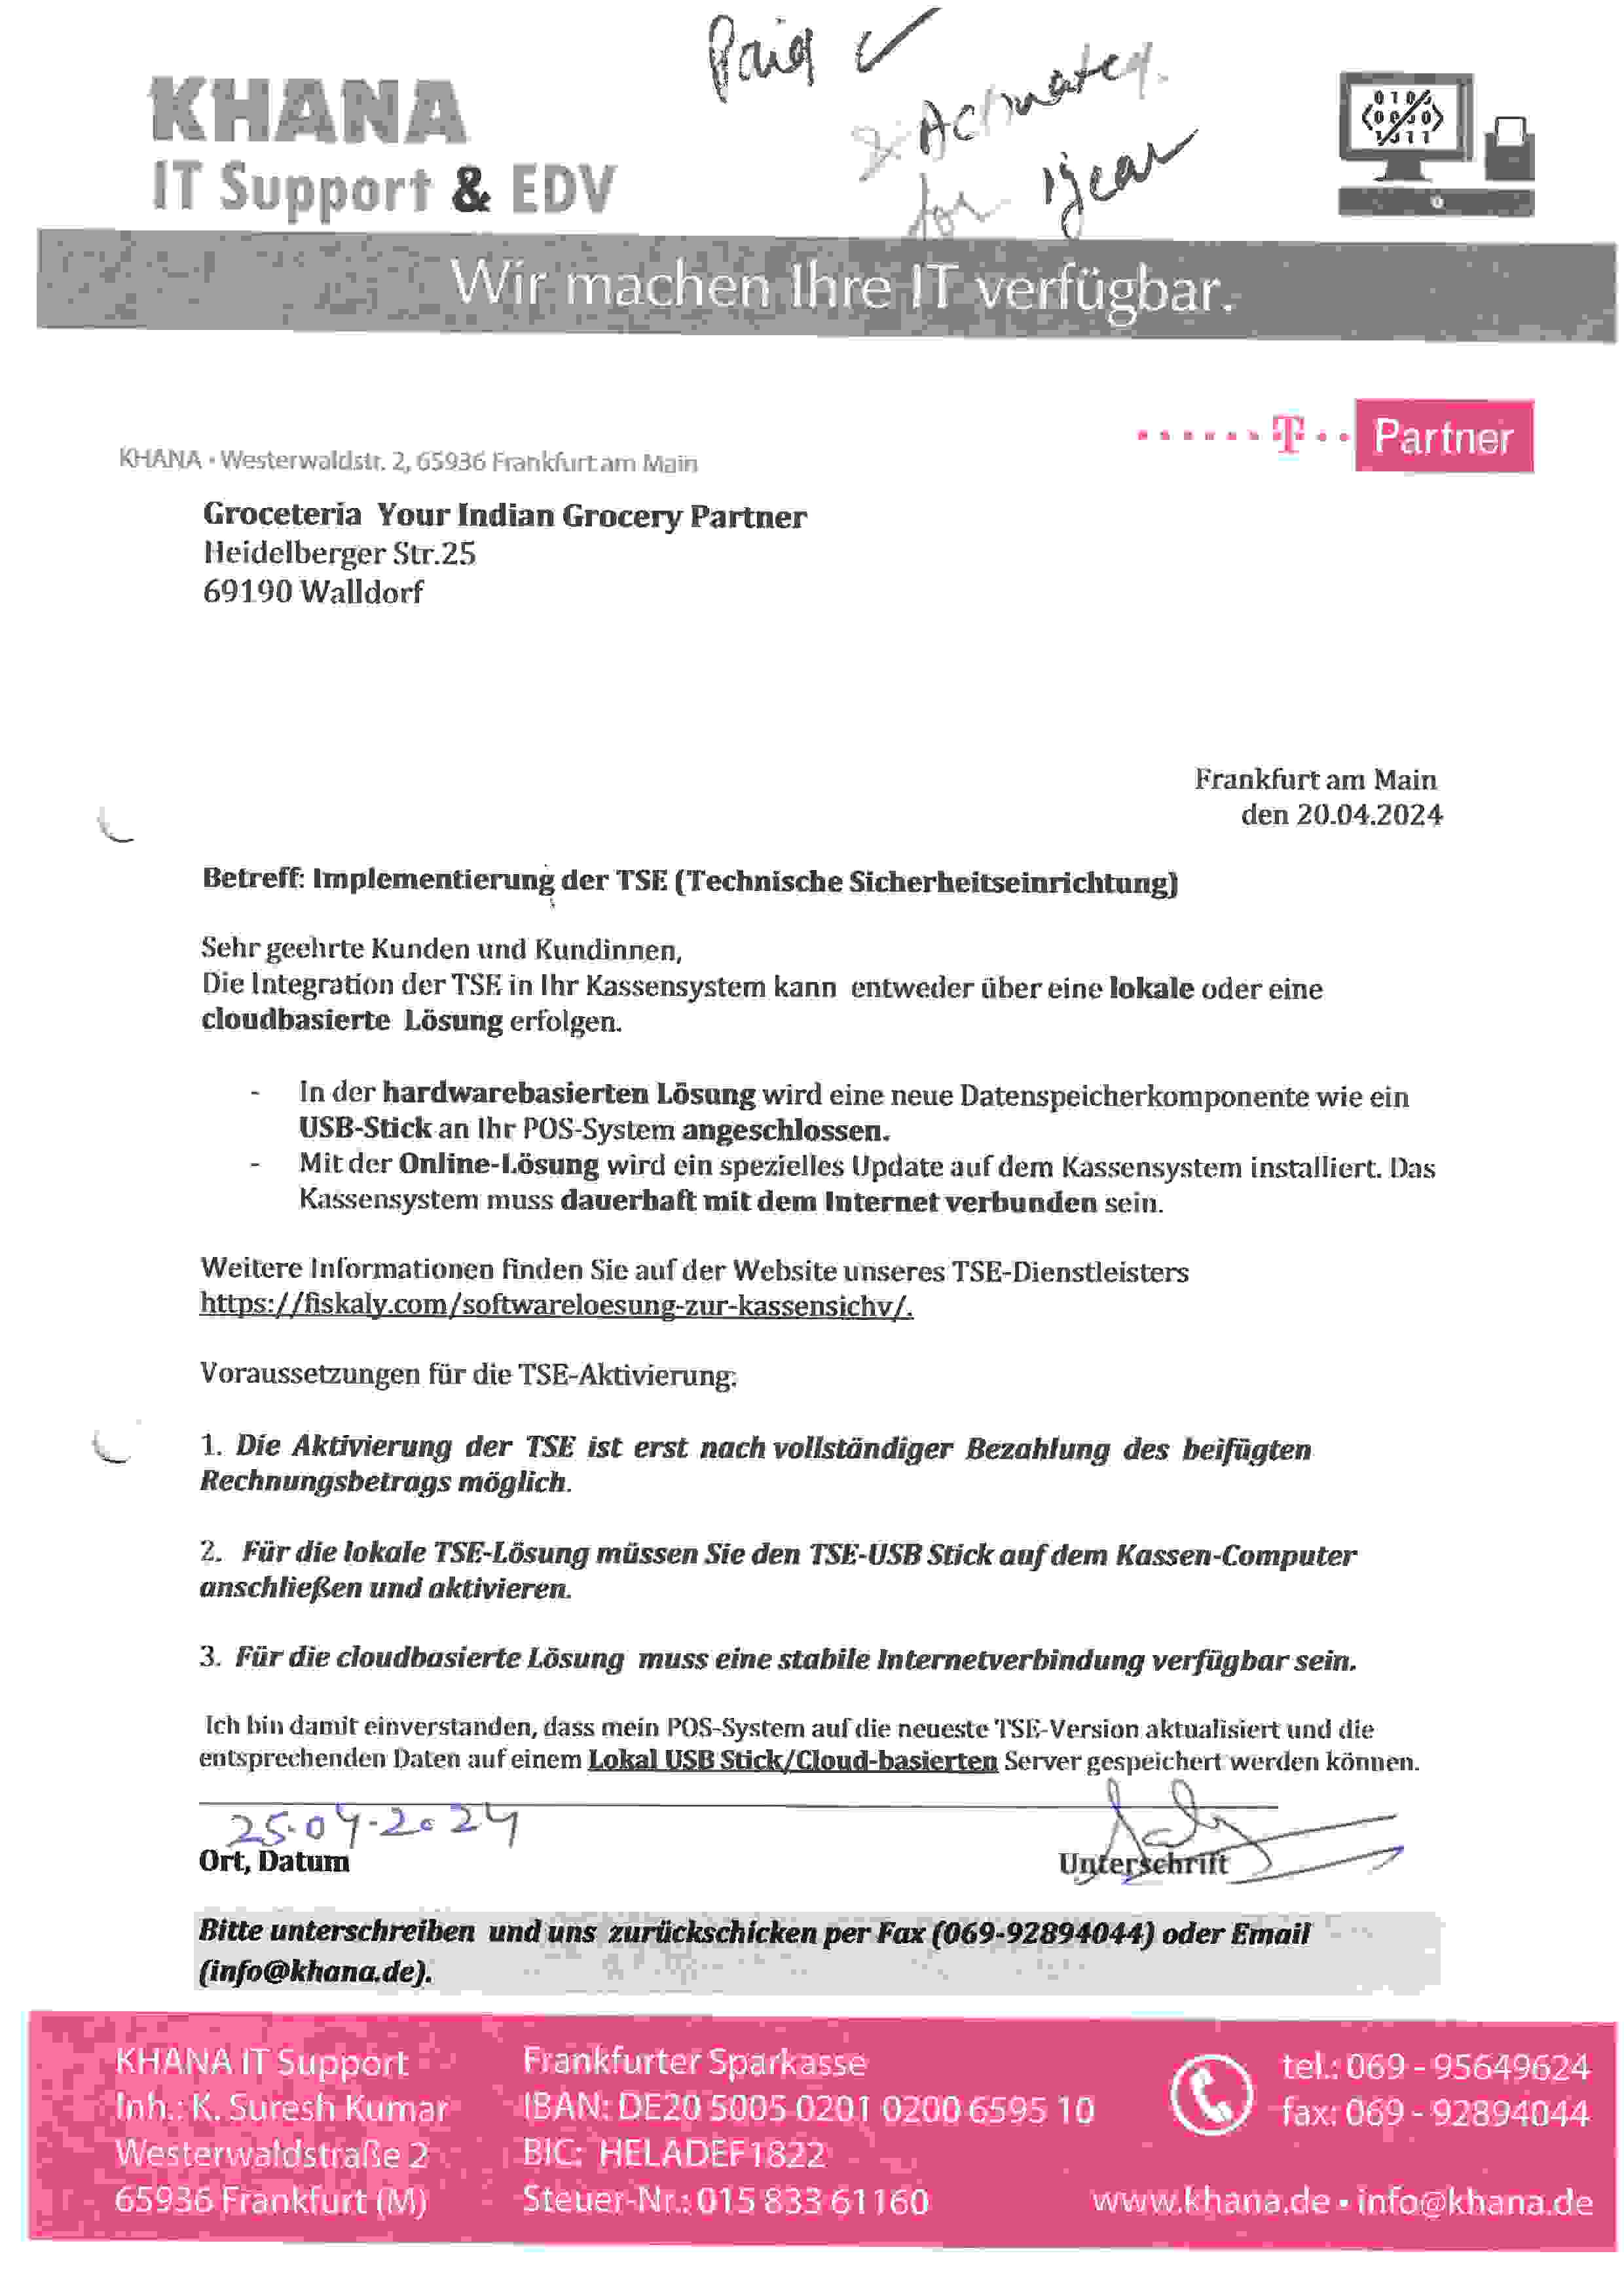 Paid ✓
& Activated.
for 1year
KHANA
IT Support & EDV
0101
0000
1011
Wir machen Ihre IT verfügbar.
T Partner
KHANA • Westerwaldstr. 2, 65936 Frankfurt am Main
Groceteria Your Indian Grocery Partner
Heidelberger Str.25
69190 Walldorf
Frankfurt am Main
den 20.04.2024
Betreff: Implementierung der TSE (Technische Sicherheitseinrichtung)
Sehr geehrte Kunden und Kundinnen,
Die Integration der TSE in Ihr Kassensystem kann entweder über eine lokale oder eine
cloudbasierte Lösung erfolgen.
- In der hardwarebasierten Lösung wird eine neue Datenspeicherkomponente wie ein
USB-Stick an Ihr POS-System angeschlossen.
- Mit der Online-Lösung wird ein spezielles Update auf dem Kassensystem installiert. Das
Kassensystem muss dauerhaft mit dem Internet verbunden sein.
Weitere Informationen finden Sie auf der Website unseres TSE-Dienstleisters
https://fiskaly.com/softwareloesung-zur-kassensichv/.
Voraussetzungen für die TSE-Aktivierung:
1. Die Aktivierung der TSE ist erst nach vollständiger Bezahlung des beifügten
Rechnungsbetrags möglich.
2. Für die lokale TSE-Lösung müssen Sie den TSE-USB Stick auf dem Kassen-Computer
anschließen und aktivieren.
3. Für die cloudbasierte Lösung muss eine stabile Internetverbindung verfügbar sein.
Ich bin damit einverstanden, dass mein POS-System auf die neueste TSE-Version aktualisiert und die
entsprechenden Daten auf einem Lokal USB Stick/Cloud-basierten Server gespeichert werden können.
25.04.2024
Ort, Datum Unterschrift
Bitte unterschreiben und uns zurückschicken per Fax (069-92894044) oder Email
(info@khana.de).
KHANA IT Support
Inh.: K. Suresh Kumar
Westerwaldstraße 2
65936 Frankfurt (M)
Frankfurter Sparkasse
IBAN: DE20 5005 0201 0200 6595 10
BIC: HELADEF1822
Steuer-Nr.: 015 833 61160
tel.: 069 - 95649624
fax: 069 - 92894044
www.khana.de • info@khana.de